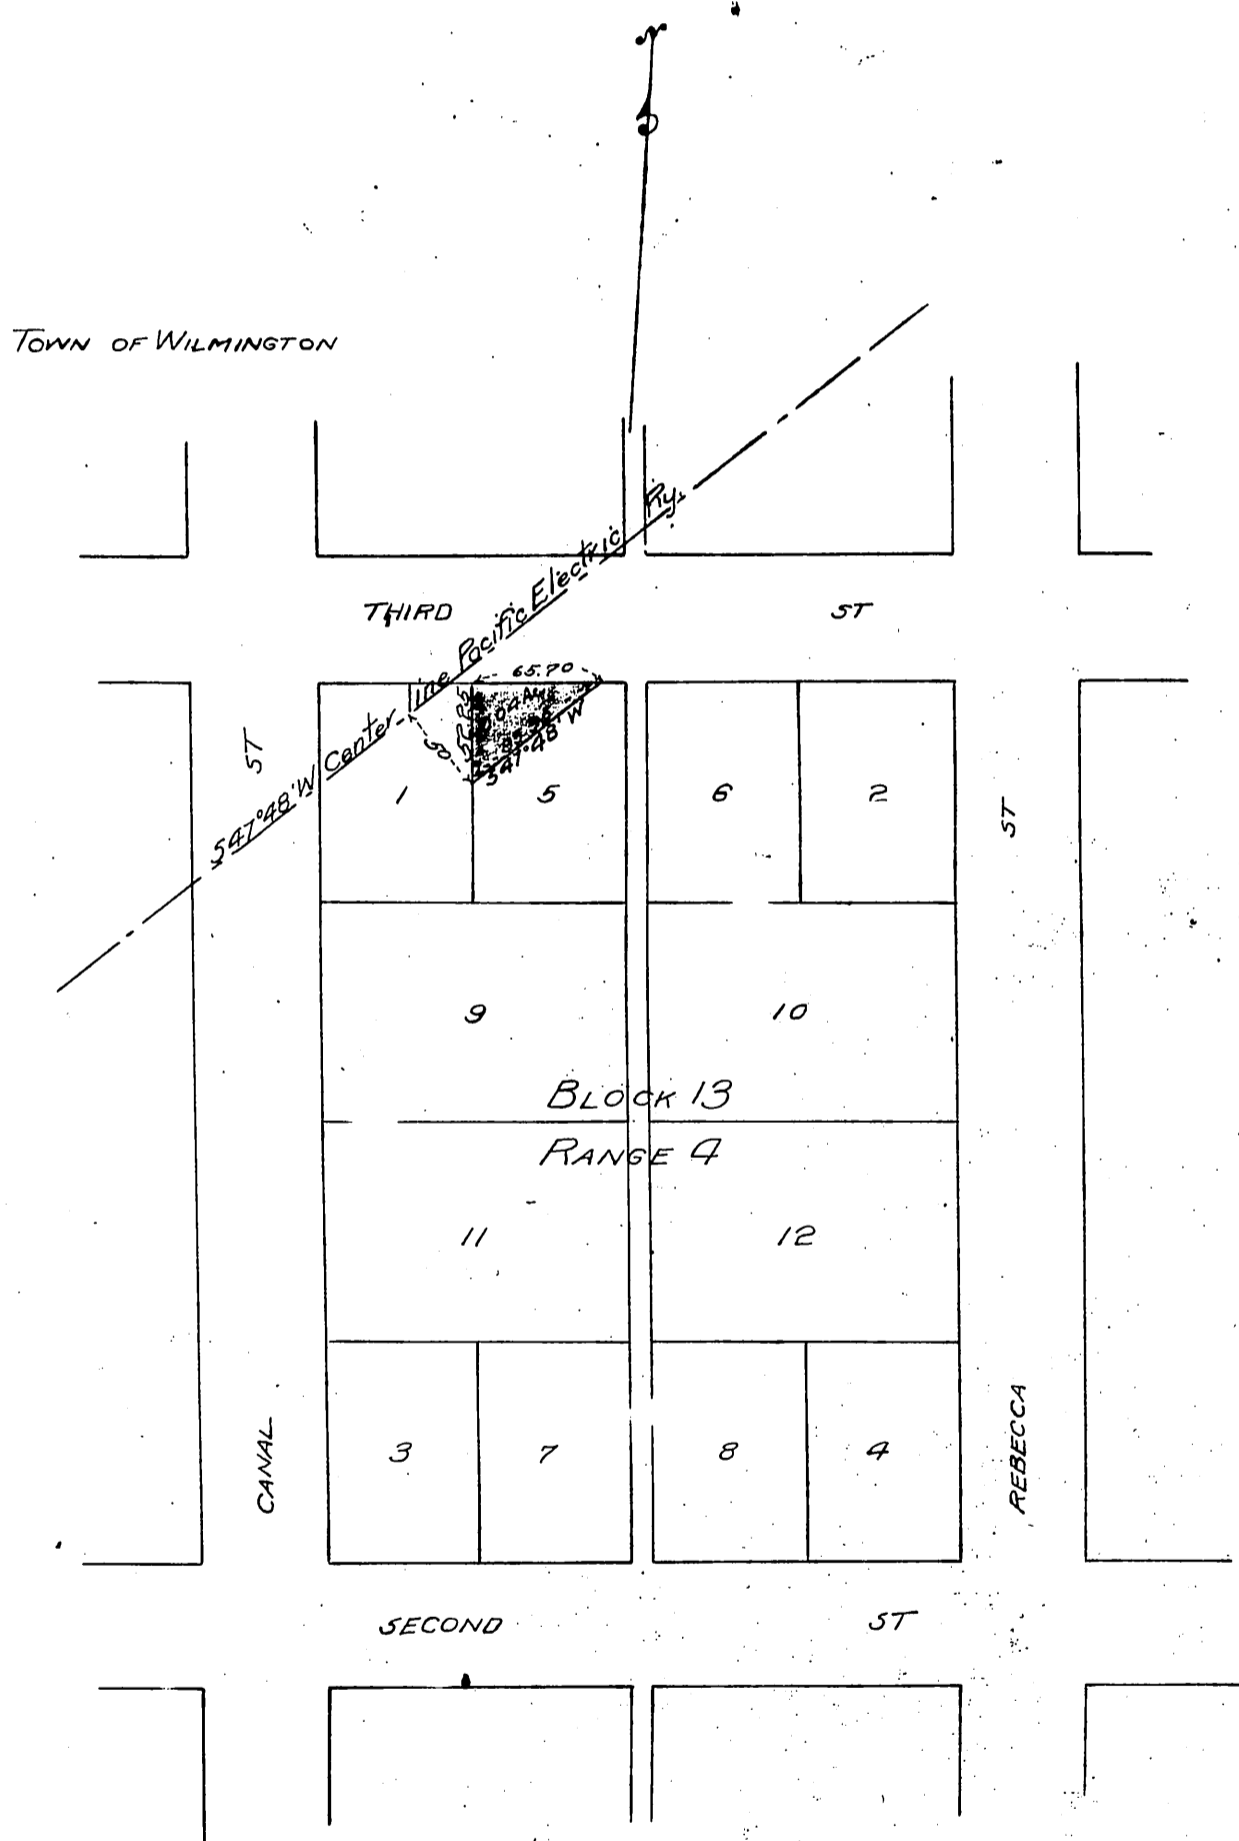 N
TOWN OF WILMINGTON
S47°48'W Center line Pacific Electric Ry.
THIRD ST
65.70
50
S47°48'W
1
5
6
2
ST
ST
9
10
BLOCK 13
RANGE 4
11
12
3
7
8
4
CANAL
REBECCA
SECOND ST